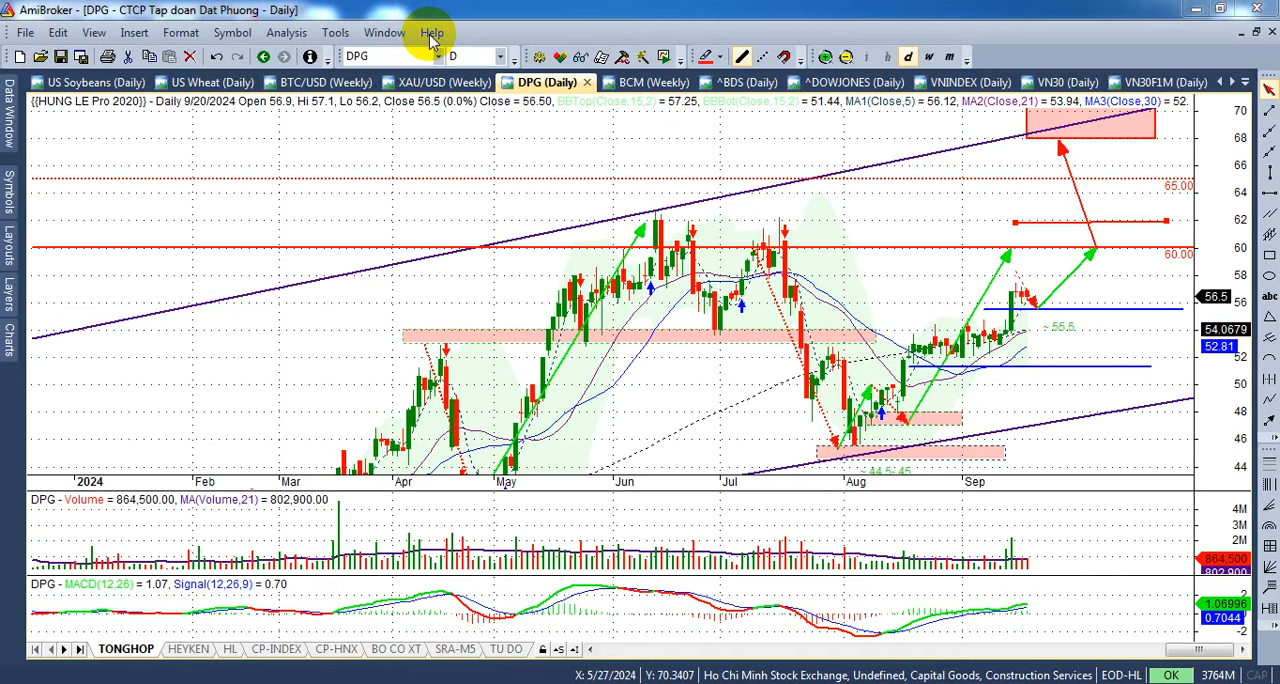 AmiBroker - [DPG - CTCP Tap doan Dat Phuong - Daily]
File Edit View Insert Format Symbol Analysis Tools Window Help
DPG D d w m
US Soybeans (Daily) US Wheat (Daily) BTC/USD (Weekly) XAU/USD (Weekly) DPG (Daily) BCM (Weekly) ^BDS (Daily) ^DOWJONES (Daily) VNINDEX (Daily) VN30 (Daily) VN30F1M (Daily)
{{HUNG LE Pro 2020}} - Daily 9/20/2024 Open 56.9, Hi 57.1, Lo 56.2, Close 56.5 (0.0%) Close = 56.50, BBTop(Close,15,2) = 57.25, BBBot(Close,15,2) = 51.44, MA1(Close,5) = 56.12, MA2(Close,21) = 53.94, MA3(Close,30) = 52.
Data Window
Symbols
Layouts
Layers
Charts
abc
70
68
66
65.00
64
62
60
60.00
58
56.5
56
~ 55.5
54.0679
52.81
52
50
48
46
~ 44.5- 45
44
2024 Feb Mar Apr May Jun Jul Aug Sep
DPG - Volume = 864,500.00, MA(Volume,21) = 802,900.00
4M
3M
2M
864,500
802,900
DPG - MACD(12,26) = 1.07, Signal(12,26,9) = 0.70
2
1.06996
0.7044
-2
TONGHOP HEYKEN HL CP-INDEX CP-HNX BO CO XT BA-M5 TU DO
X: 5/27/2024 Y: 70.3407 Ho Chi Minh Stock Exchange, Undefined, Capital Goods, Construction Services EOD-HL OK 3764M CAP